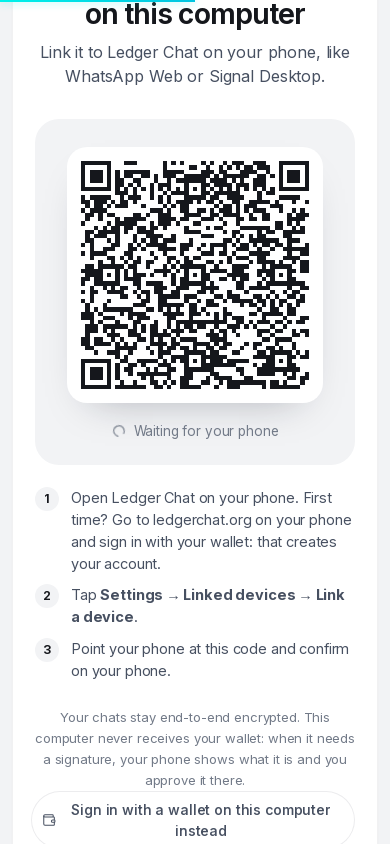 on this computer
Link it to Ledger Chat on your phone, like
WhatsApp Web or Signal Desktop.
Waiting for your phone
1 Open Ledger Chat on your phone. First
time? Go to ledgerchat.org on your phone
and sign in with your wallet: that creates
your account.
2 Tap Settings → Linked devices → Link
a device.
3 Point your phone at this code and confirm
on your phone.
Your chats stay end-to-end encrypted. This
computer never receives your wallet: when it needs
a signature, your phone shows what it is and you
approve it there.
Sign in with a wallet on this computer
instead